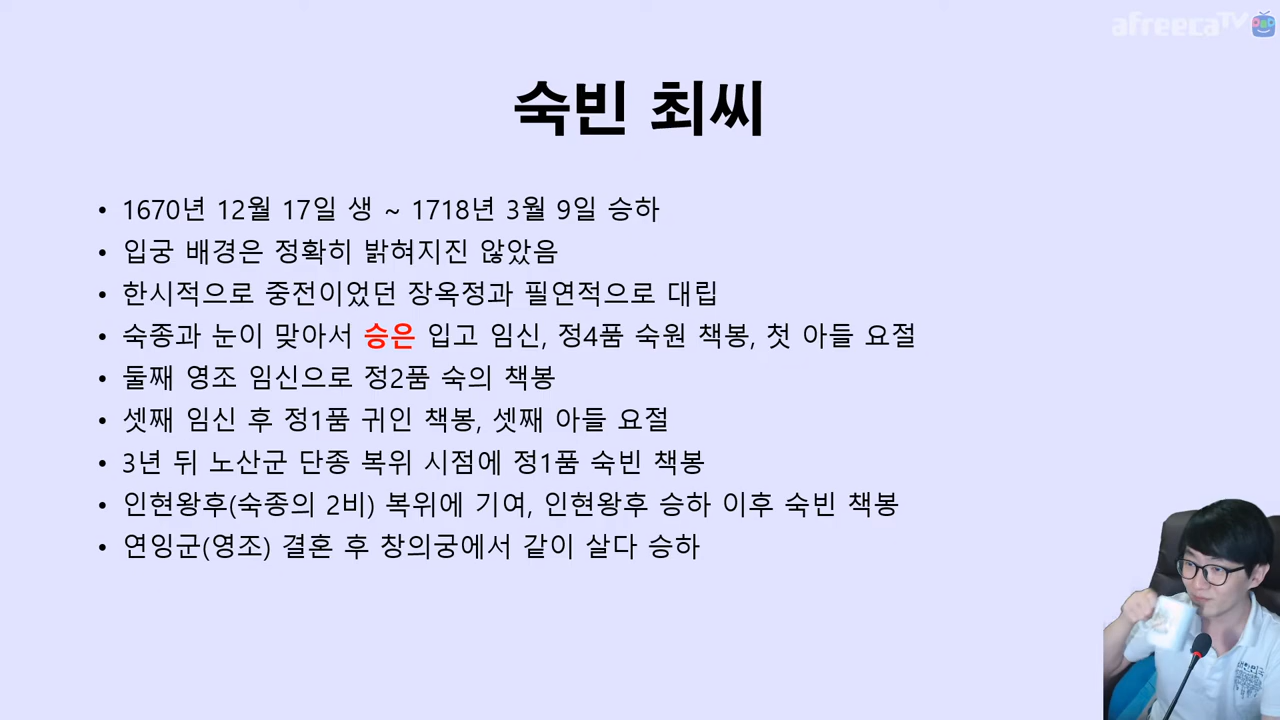 afreecaTV
숙빈 최씨
• 1670년 12월 17일 생 ~ 1718년 3월 9일 승하
• 입궁 배경은 정확히 밝혀지진 않았음
• 한시적으로 중전이었던 장옥정과 필연적으로 대립
• 숙종과 눈이 맞아서 승은 입고 임신, 정4품 숙원 책봉, 첫 아들 요절
• 둘째 영조 임신으로 정2품 숙의 책봉
• 셋째 임신 후 정1품 귀인 책봉, 셋째 아들 요절
• 3년 뒤 노산군 단종 복위 시점에 정1품 숙빈 책봉
• 인현왕후(숙종의 2비) 복위에 기여, 인현왕후 승하 이후 숙빈 책봉
• 연잉군(영조) 결혼 후 창의궁에서 같이 살다 승하